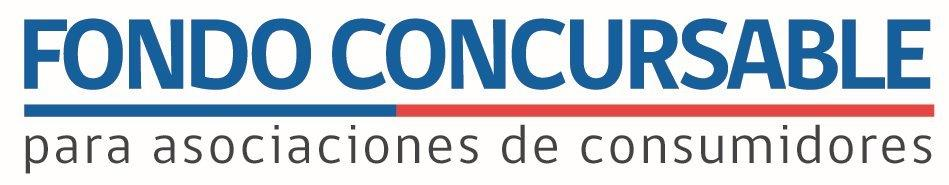 FONDO CONCURSABLE
para asociaciones de consumidores